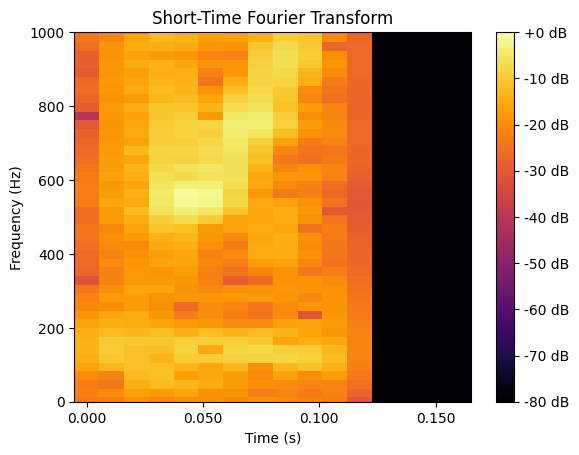 Short-Time Fourier Transform
Frequency (Hz)
1000
800
600
400
200
0
0.000
0.050
0.100
0.150
Time (s)
+0 dB
-10 dB
-20 dB
-30 dB
-40 dB
-50 dB
-60 dB
-70 dB
-80 dB